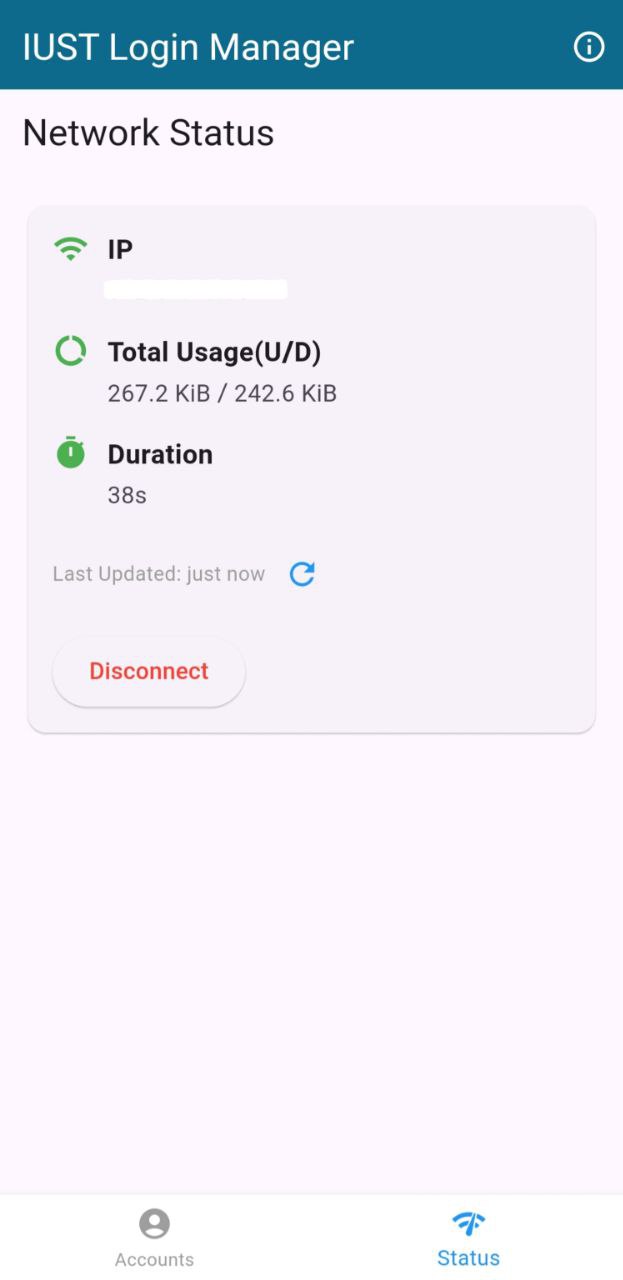 IUST Login Manager
Network Status
IP
Total Usage(U/D)
267.2 KiB / 242.6 KiB
Duration
38s
Last Updated: just now
Disconnect
Accounts
Status